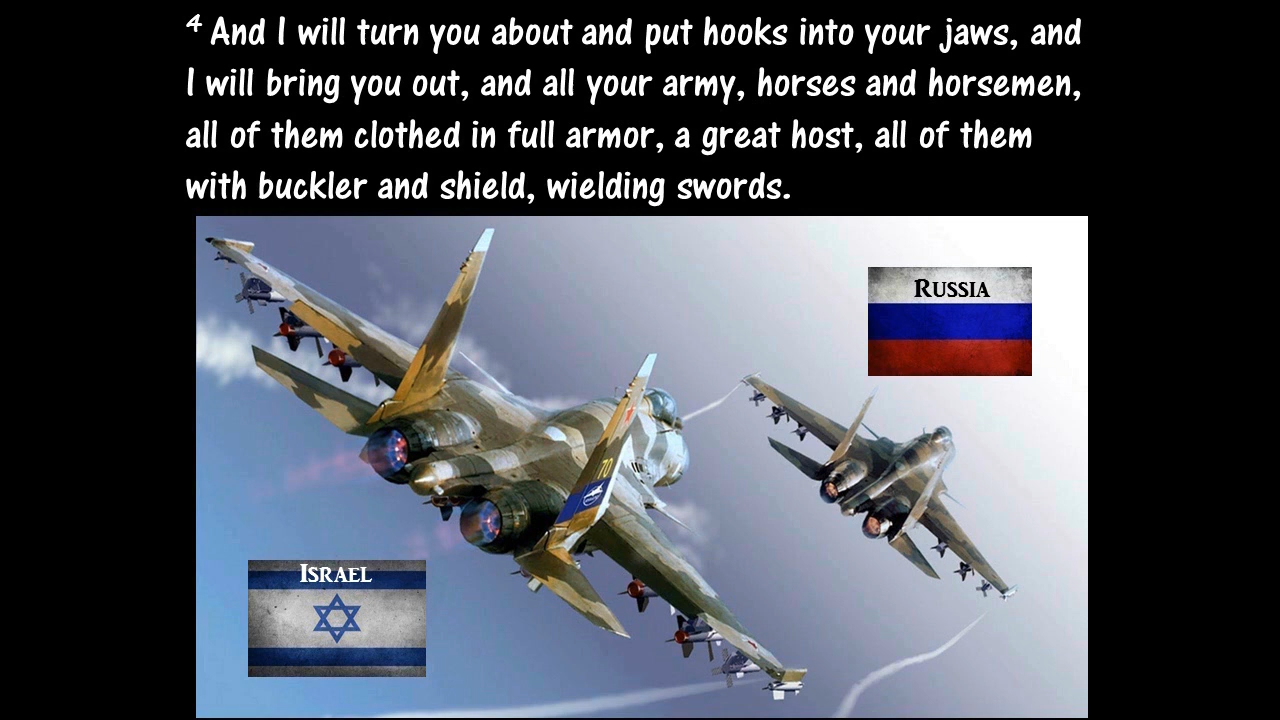 4 And I will turn you about and put hooks into your jaws, and
I will bring you out, and all your army, horses and horsemen,
all of them clothed in full armor, a great host, all of them
with buckler and shield, wielding swords.
Russia
70
Israel